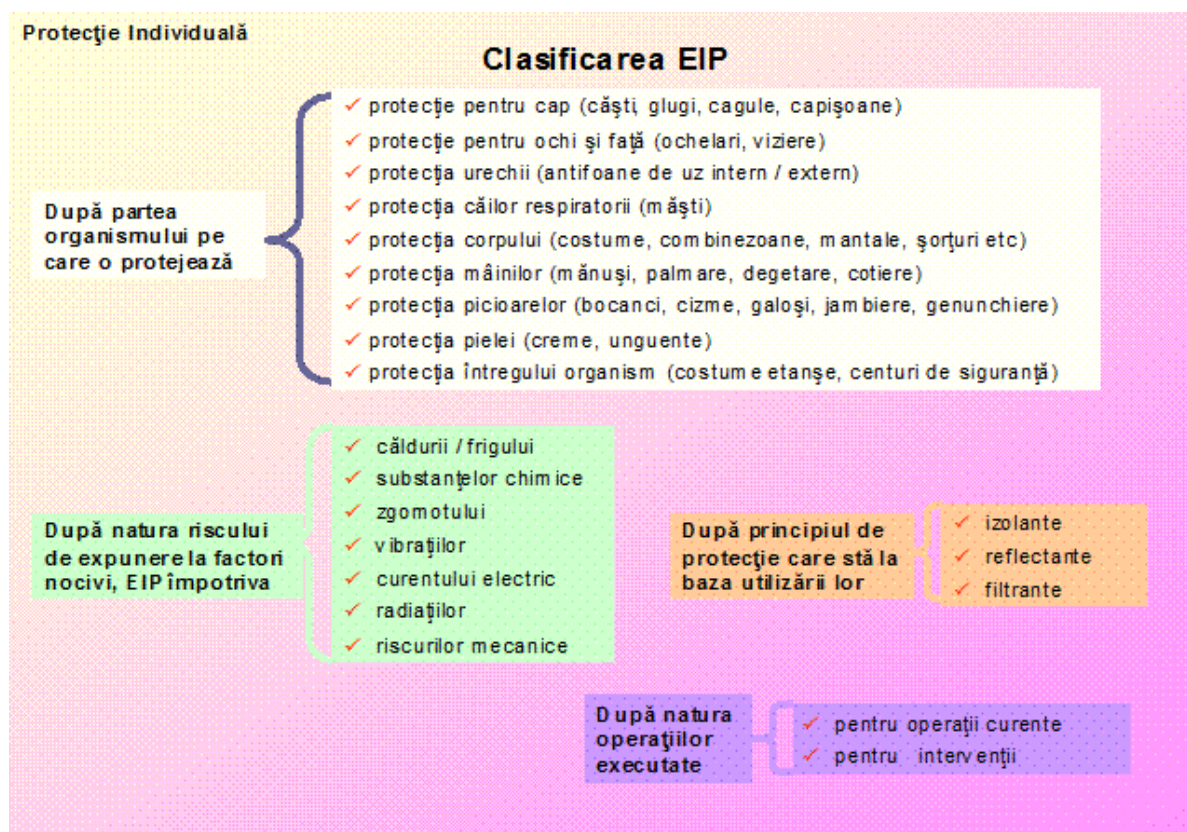 Protecţie Individuală
Clasificarea EIP
După partea
organismului pe
care o protejează
✓ protecţie pentru cap (căşti, glugi, cagule, capişoane)
✓ protecţie pentru ochi şi faţă (ochelari, viziere)
✓ protecţia urechii (antifoane de uz intern / extern)
✓ protecţia căilor respiratorii (măşti)
✓ protecţia corpului (costume, combinezoane, mantale, şorţuri etc)
✓ protecţia mâinilor (mănuşi, palmare, degetare, cotiere)
✓ protecţia picioarelor (bocanci, cizme, galoşi, jambiere, genunchiere)
✓ protecţia pielei (creme, unguente)
✓ protecţia întregului organism (costume etanşe, centuri de siguranţă)
După natura riscului
de expunere la factori
nocivi, EIP împotriva
✓ căldurii / frigului
✓ substanţelor chimice
✓ zgomotului
✓ vibraţiilor
✓ curentului electric
✓ radiaţiilor
✓ riscurilor mecanice
După principiul de
protecţie care stă la
baza utilizării lor
✓ izolante
✓ reflectante
✓ filtrante
După natura
operaţiilor
executate
✓ pentru operaţii curente
✓ pentru intervenţii